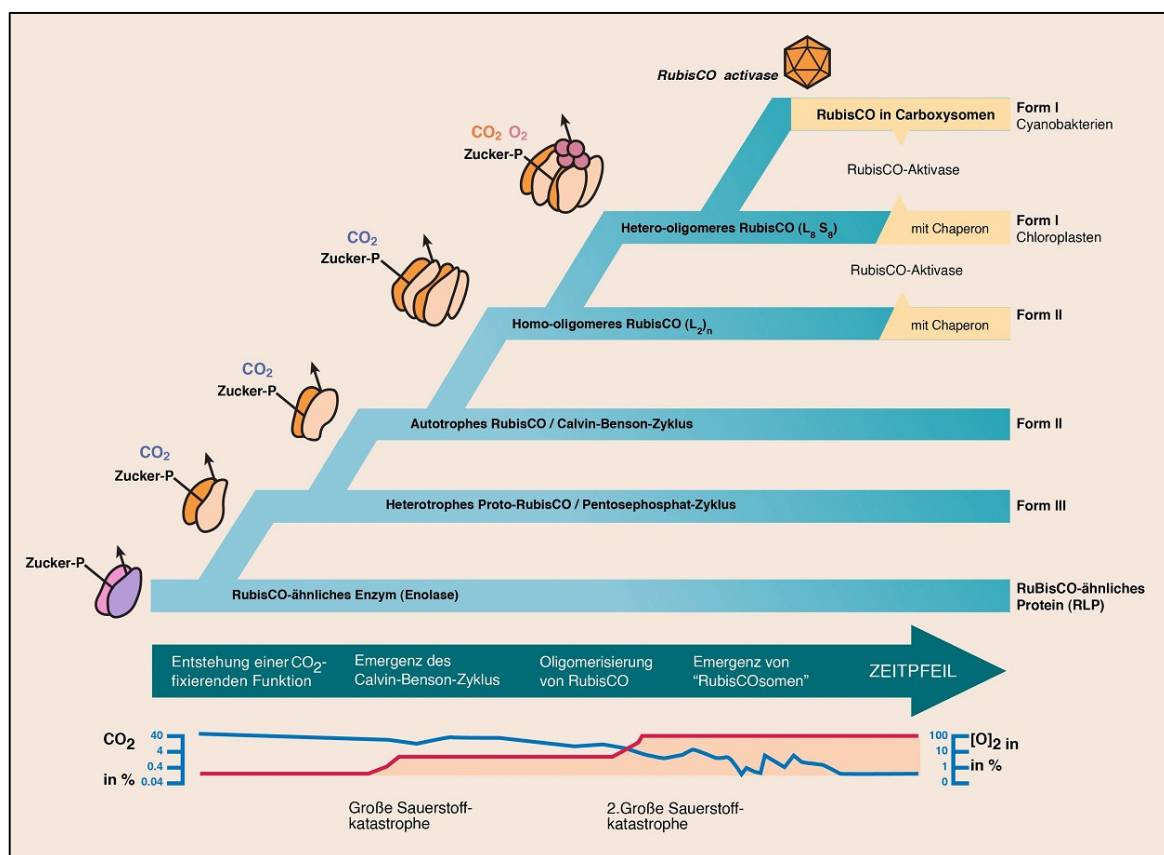 RubisCO activase
RubisCO in Carboxysomen
Form I
Cyanobakterien
CO2 O2
Zucker-P
RubisCO-Aktivase
Hetero-oligomeres RubisCO (L8 S8)
mit Chaperon
Form I
Chloroplasten
CO2
Zucker-P
RubisCO-Aktivase
Homo-oligomeres RubisCO (L2)n
mit Chaperon
Form II
CO2
Zucker-P
Autotrophes RubisCO / Calvin-Benson-Zyklus
Form II
CO2
Zucker-P
Heterotrophes Proto-RubisCO / Pentosephosphat-Zyklus
Form III
Zucker-P
RubisCO-ähnliches Enzym (Enolase)
RuBisCO-ähnliches
Protein (RLP)
Entstehung einer CO2-
fixierenden Funktion
Emergenz des
Calvin-Benson-Zyklus
Oligomerisierung
von RubisCO
Emergenz von
"RubisCOsomen"
ZEITPFEIL
CO2
in %
40
4
0.4
0.04
100
10
1
0
[O]2 in
in %
Große Sauerstoff-
katastrophe
2.Große Sauerstoff-
katastrophe